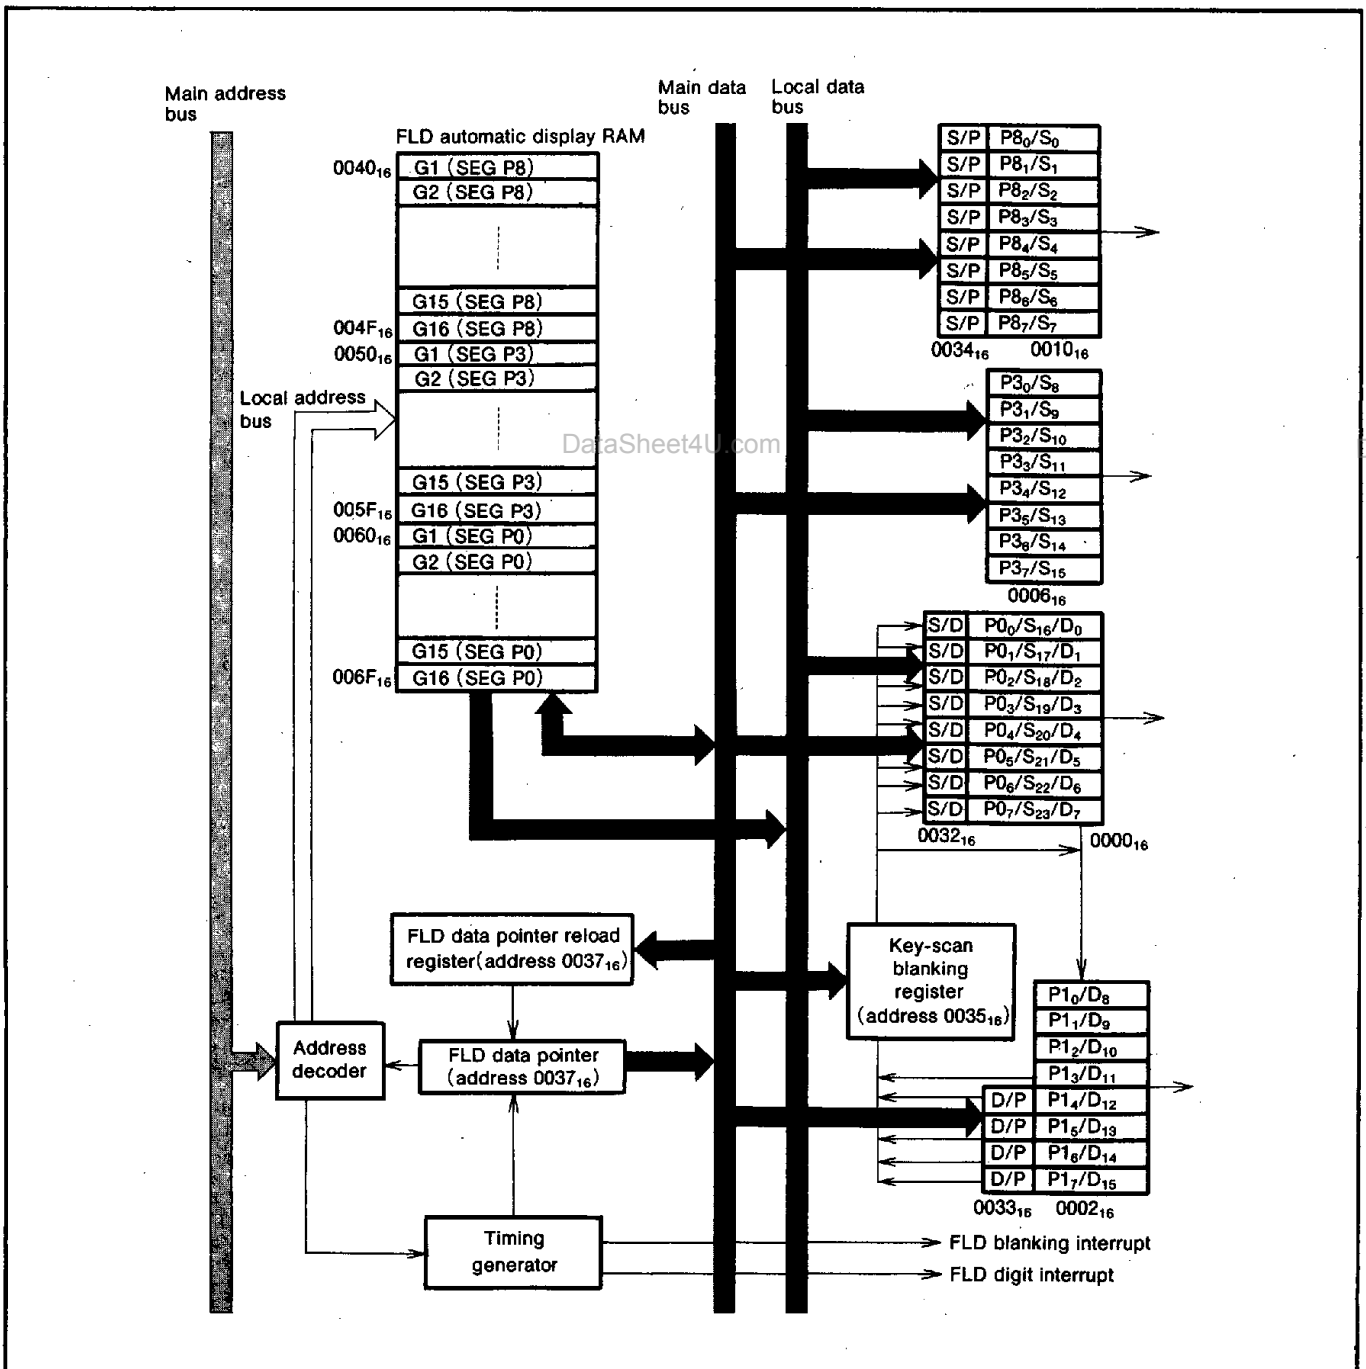 Main address
bus
FLD automatic display RAM
0040₁₆
G1 (SEG P8)
G2 (SEG P8)
G15 (SEG P8)
004F₁₆
G16 (SEG P8)
0050₁₆
G1 (SEG P3)
G2 (SEG P3)
Local address
bus
G15 (SEG P3)
005F₁₆
G16 (SEG P3)
0060₁₆
G1 (SEG P0)
G2 (SEG P0)
G15 (SEG P0)
006F₁₆
G16 (SEG P0)
Main data
bus
Local data
bus
DataSheet4U.com
S/P P8₀/S₀
S/P P8₁/S₁
S/P P8₂/S₂
S/P P8₃/S₃
S/P P8₄/S₄
S/P P8₅/S₅
S/P P8₆/S₆
S/P P8₇/S₇
0034₁₆ 0010₁₆
P3₀/S₈
P3₁/S₉
P3₂/S₁₀
P3₃/S₁₁
P3₄/S₁₂
P3₅/S₁₃
P3₆/S₁₄
P3₇/S₁₅
0006₁₆
S/D P0₀/S₁₆/D₀
S/D P0₁/S₁₇/D₁
S/D P0₂/S₁₈/D₂
S/D P0₃/S₁₉/D₃
S/D P0₄/S₂₀/D₄
S/D P0₅/S₂₁/D₅
S/D P0₆/S₂₂/D₆
S/D P0₇/S₂₃/D₇
0032₁₆ 0000₁₆
FLD data pointer reload
register(address 0037₁₆)
Key-scan
blanking
register
(address 0035₁₆)
Address
decoder
FLD data pointer
(address 0037₁₆)
P1₀/D₈
P1₁/D₉
P1₂/D₁₀
P1₃/D₁₁
D/P P1₄/D₁₂
D/P P1₅/D₁₃
D/P P1₆/D₁₄
D/P P1₇/D₁₅
0033₁₆ 0002₁₆
Timing
generator
FLD blanking interrupt
FLD digit interrupt